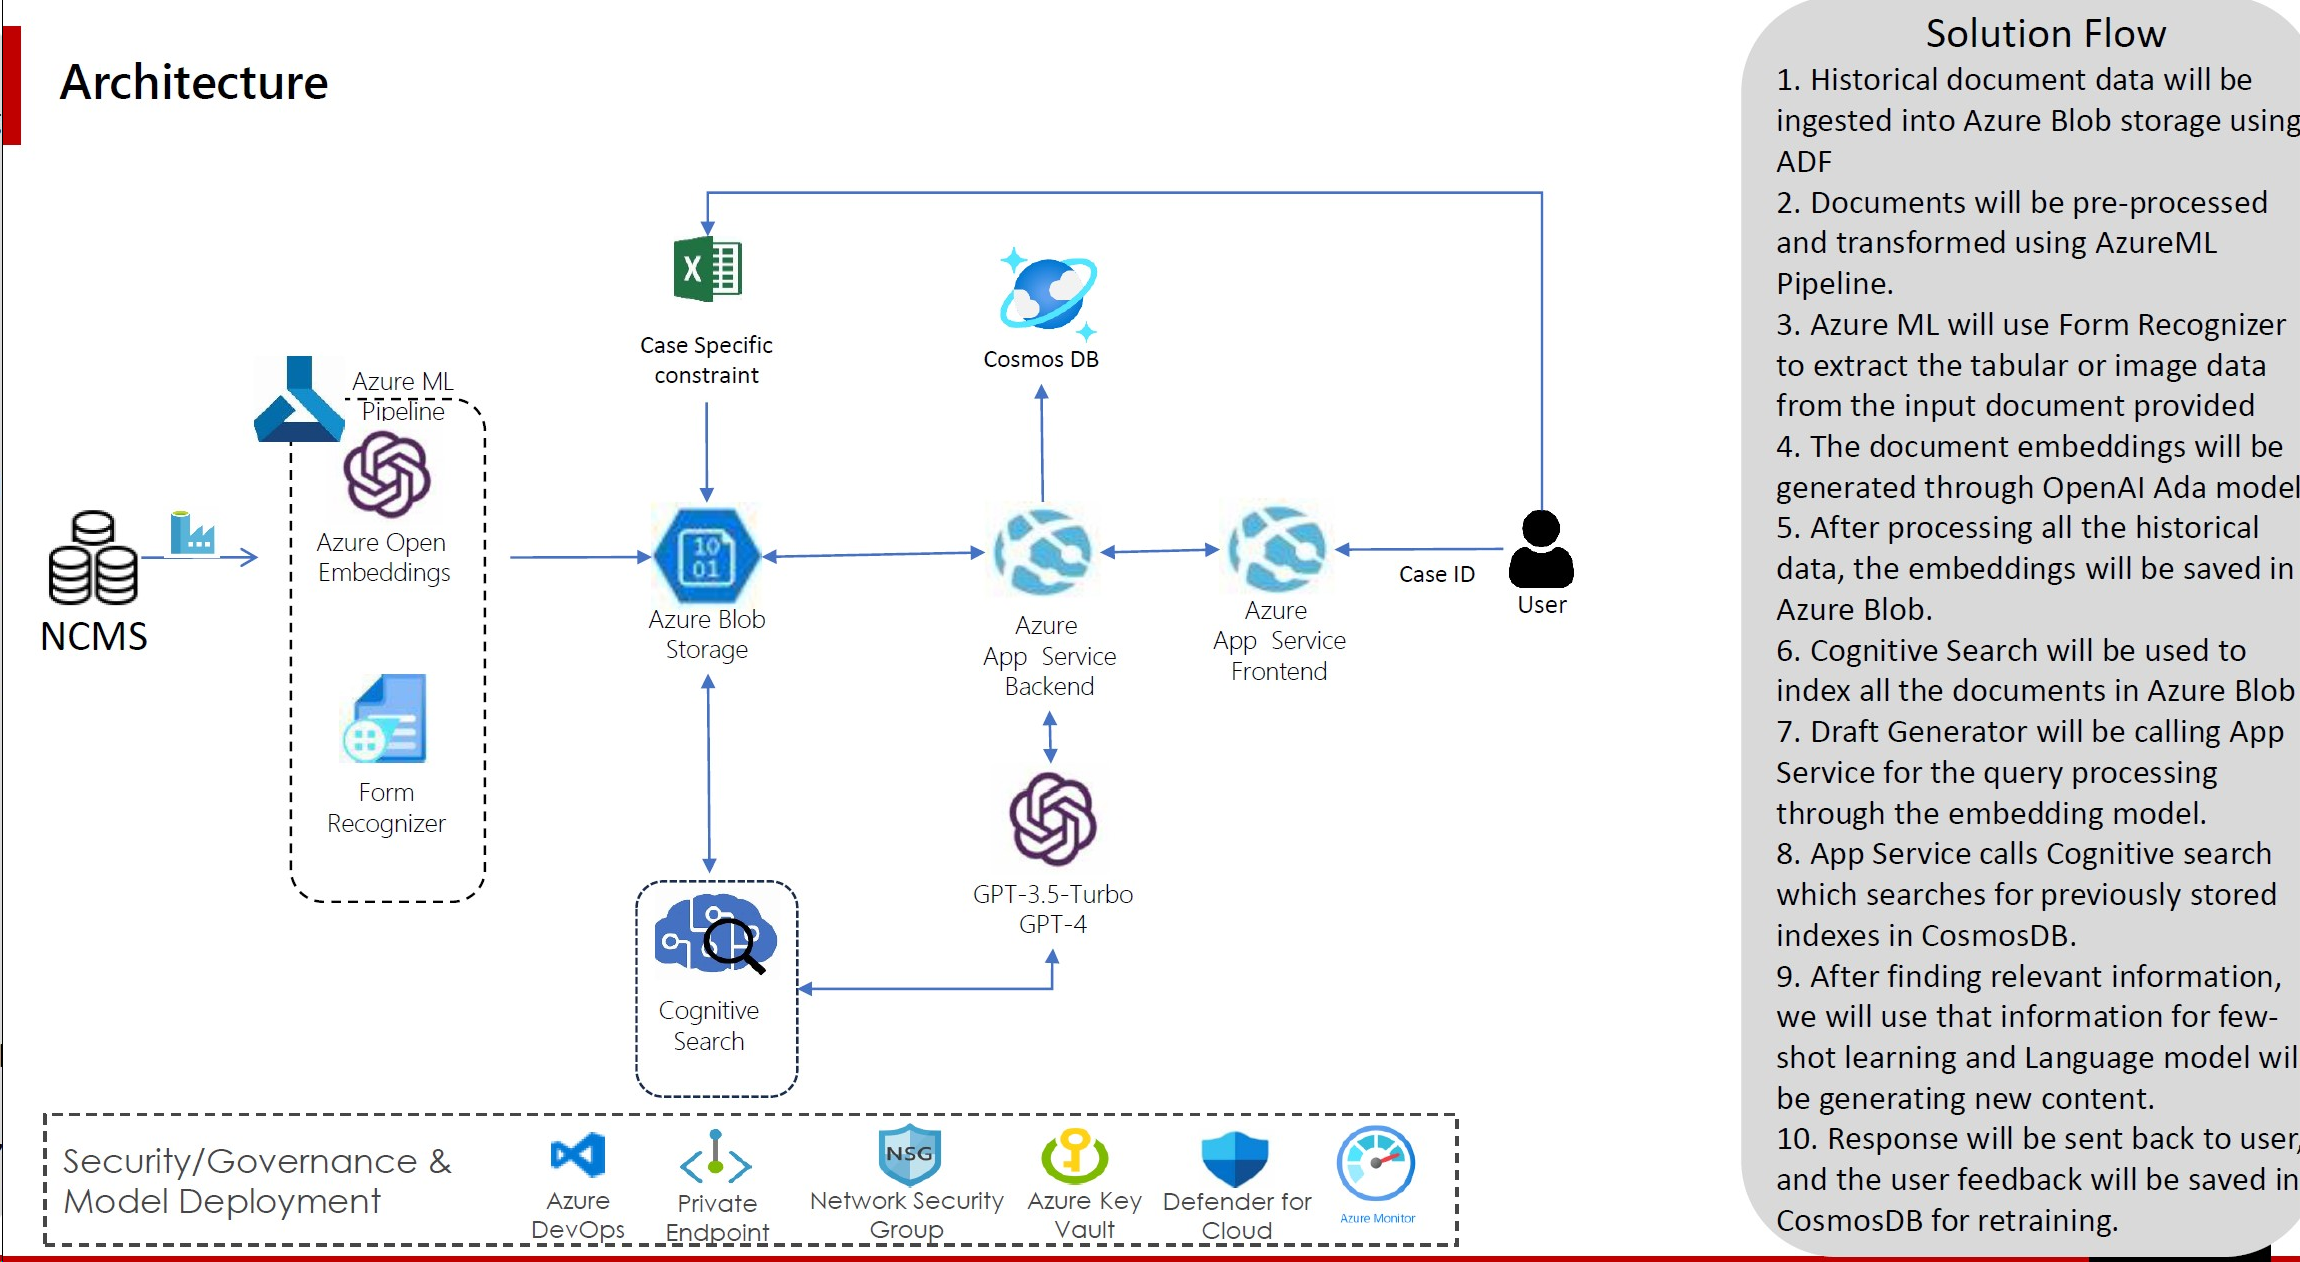 Architecture
Case Specific
constraint
Cosmos DB
Azure ML
Pipeline
Azure Open
Embeddings
Form
Recognizer
NCMS
10
01
Azure Blob
Storage
Azure
App Service
Backend
Azure
App Service
Frontend
Case ID
User
GPT-3.5-Turbo
GPT-4
Cognitive
Search
Security/Governance &
Model Deployment
Azure
DevOps
Private
Endpoint
NSG
Network Security
Group
Azure Key
Vault
Defender for
Cloud
Azure Monitor
Solution Flow
1. Historical document data will be
ingested into Azure Blob storage using
ADF
2. Documents will be pre-processed
and transformed using AzureML
Pipeline.
3. Azure ML will use Form Recognizer
to extract the tabular or image data
from the input document provided
4. The document embeddings will be
generated through OpenAI Ada model
5. After processing all the historical
data, the embeddings will be saved in
Azure Blob.
6. Cognitive Search will be used to
index all the documents in Azure Blob
7. Draft Generator will be calling App
Service for the query processing
through the embedding model.
8. App Service calls Cognitive search
which searches for previously stored
indexes in CosmosDB.
9. After finding relevant information,
we will use that information for few-
shot learning and Language model wil
be generating new content.
10. Response will be sent back to user,
and the user feedback will be saved in
CosmosDB for retraining.